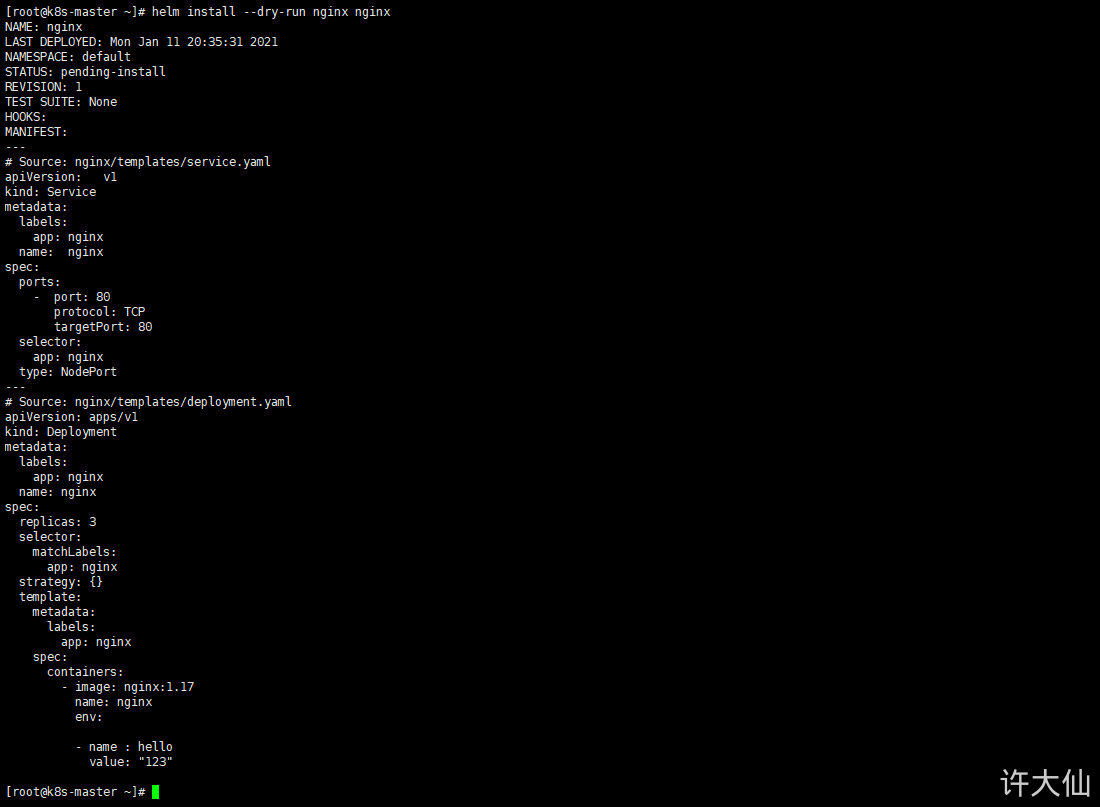 [root@k8s-master ~]# helm install --dry-run nginx nginx
NAME: nginx
LAST DEPLOYED: Mon Jan 11 20:35:31 2021
NAMESPACE: default
STATUS: pending-install
REVISION: 1
TEST SUITE: None
HOOKS:
MANIFEST:
---
# Source: nginx/templates/service.yaml
apiVersion:   v1
kind: Service
metadata:
  labels:
    app: nginx
  name:  nginx
spec:
  ports:
    -  port: 80
       protocol: TCP
       targetPort: 80
  selector:
    app: nginx
  type: NodePort
---
# Source: nginx/templates/deployment.yaml
apiVersion: apps/v1
kind: Deployment
metadata:
  labels:
    app: nginx
  name: nginx
spec:
  replicas: 3
  selector:
    matchLabels:
      app: nginx
  strategy: {}
  template:
    metadata:
      labels:
        app: nginx
    spec:
      containers:
        - image: nginx:1.17
          name: nginx
          env:

          - name : hello
            value: "123"

[root@k8s-master ~]#
许大仙